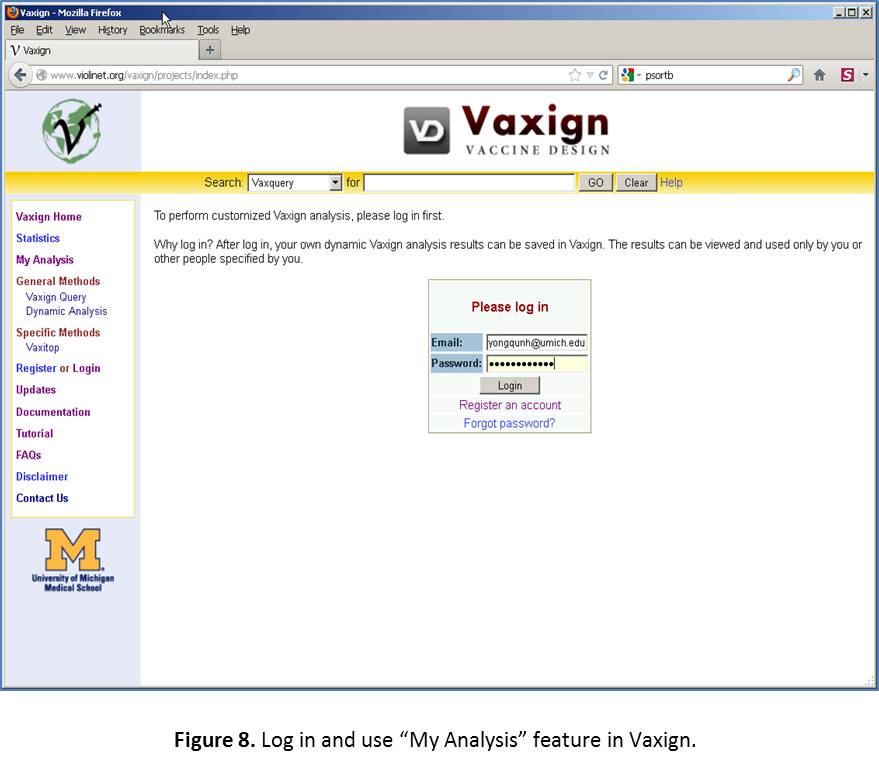 Vaxign - Mozilla Firefox
File Edit View History Bookmarks Tools Help
V Vaxign +
www.violinet.org/vaxign/projects/index.php
psortb
S
V
VD
Vaxign
VACCINE DESIGN
Search: Vaxquery for GO Clear Help
Vaxign Home
Statistics
My Analysis
General Methods
Vaxign Query
Dynamic Analysis
Specific Methods
Vaxitop
Register or Login
Updates
Documentation
Tutorial
FAQs
Disclaimer
Contact Us
M
University of Michigan
Medical School
To perform customized Vaxign analysis, please log in first.
Why log in? After log in, your own dynamic Vaxign analysis results can be saved in Vaxign. The results can be viewed and used only by you or
other people specified by you.
Please log in
Email: yongqunh@umich.edu
Password: ••••••••••••
Login
Register an account
Forgot password?
Figure 8. Log in and use “My Analysis” feature in Vaxign.